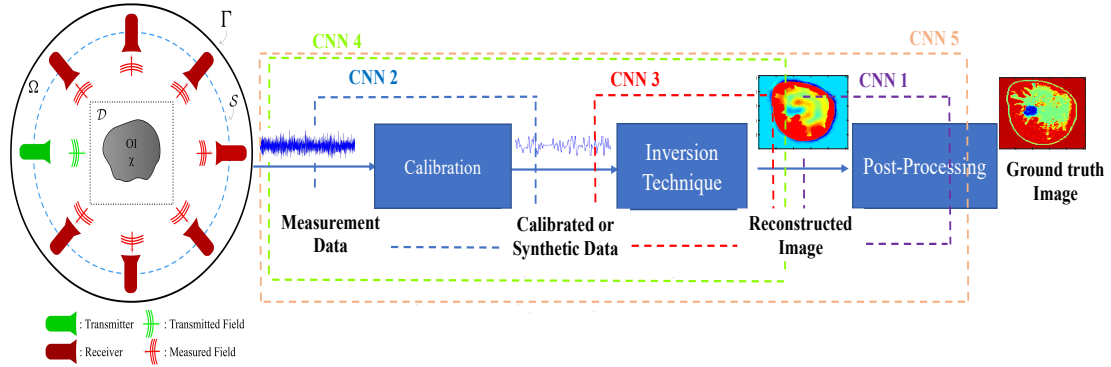 Γ
Ω
𝒮
𝒟
OI
χ
CNN 4
CNN 5
CNN 2
CNN 3
CNN 1
Calibration
Inversion
Technique
Post-Processing
Measurement
Data
Calibrated or
Synthetic Data
Reconstructed
Image
Ground truth
Image
: Transmitter
: Transmitted Field
: Receiver
: Measured Field